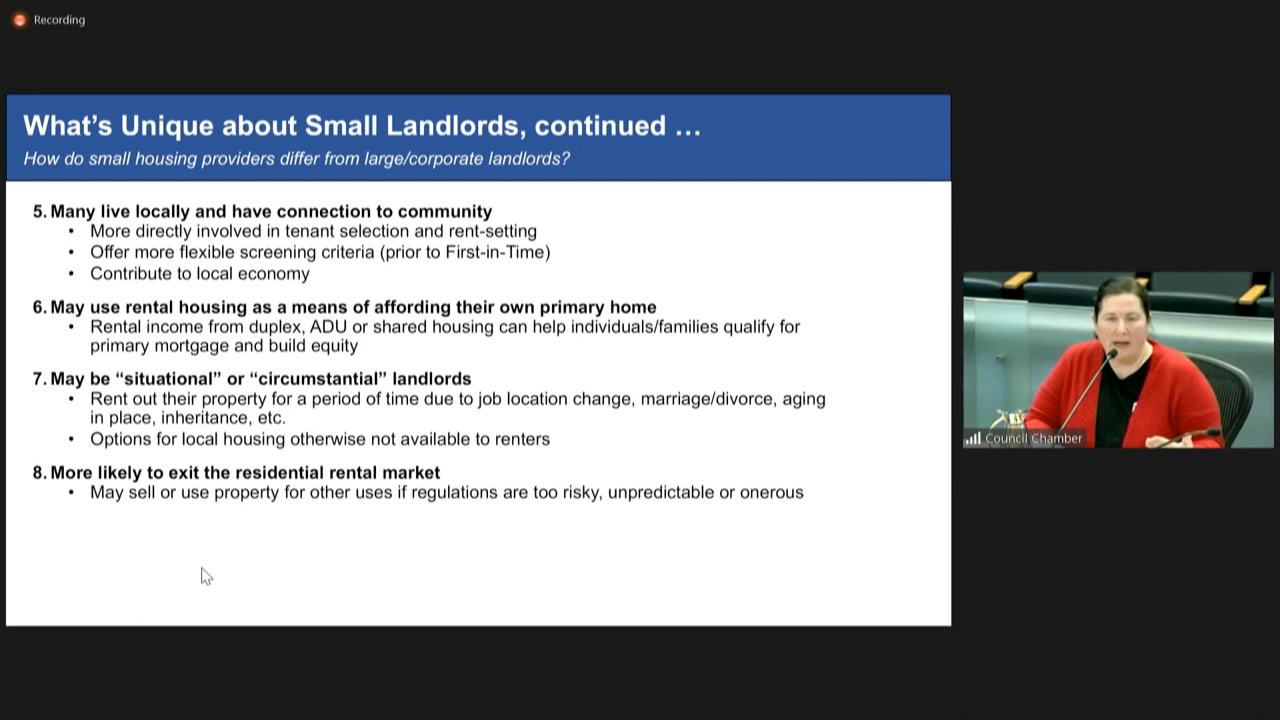 Recording
What’s Unique about Small Landlords, continued …
How do small housing providers differ from large/corporate landlords?
5. Many live locally and have connection to community
• More directly involved in tenant selection and rent-setting
• Offer more flexible screening criteria (prior to First-in-Time)
• Contribute to local economy
6. May use rental housing as a means of affording their own primary home
• Rental income from duplex, ADU or shared housing can help individuals/families qualify for
primary mortgage and build equity
7. May be “situational” or “circumstantial” landlords
• Rent out their property for a period of time due to job location change, marriage/divorce, aging
in place, inheritance, etc.
• Options for local housing otherwise not available to renters
8. More likely to exit the residential rental market
• May sell or use property for other uses if regulations are too risky, unpredictable or onerous
Council Chamber